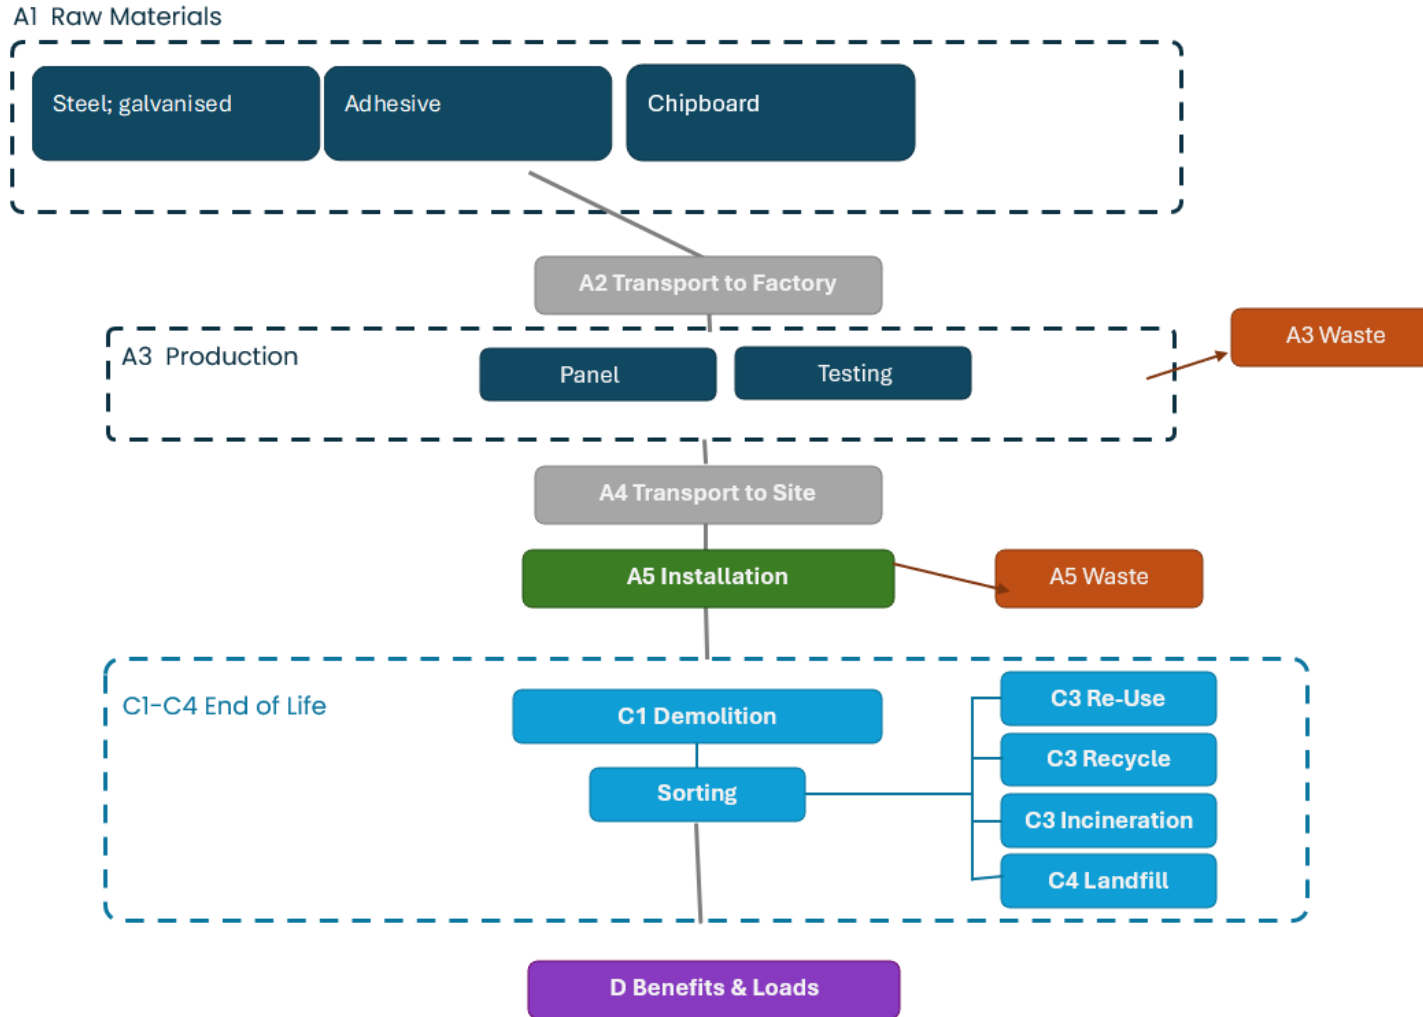 A1 Raw Materials
Steel; galvanised
Adhesive
Chipboard
A2 Transport to Factory
A3 Production
Panel
Testing
A3 Waste
A4 Transport to Site
A5 Installation
A5 Waste
C1-C4 End of Life
C1 Demolition
Sorting
C3 Re-Use
C3 Recycle
C3 Incineration
C4 Landfill
D Benefits & Loads